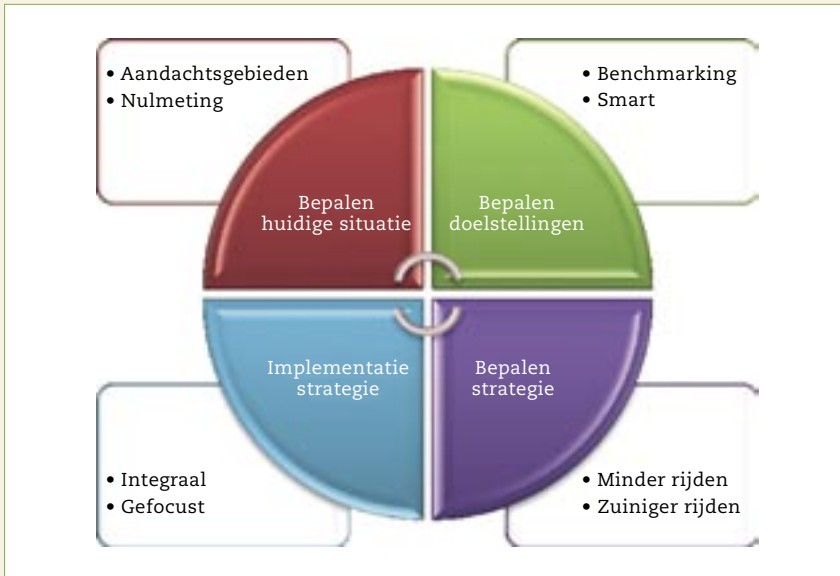 • Aandachtsgebieden
• Nulmeting
• Benchmarking
• Smart
Bepalen
huidige situatie
Bepalen
doelstellingen
Implementatie
strategie
Bepalen
strategie
• Integraal
• Gefocust
• Minder rijden
• Zuiniger rijden